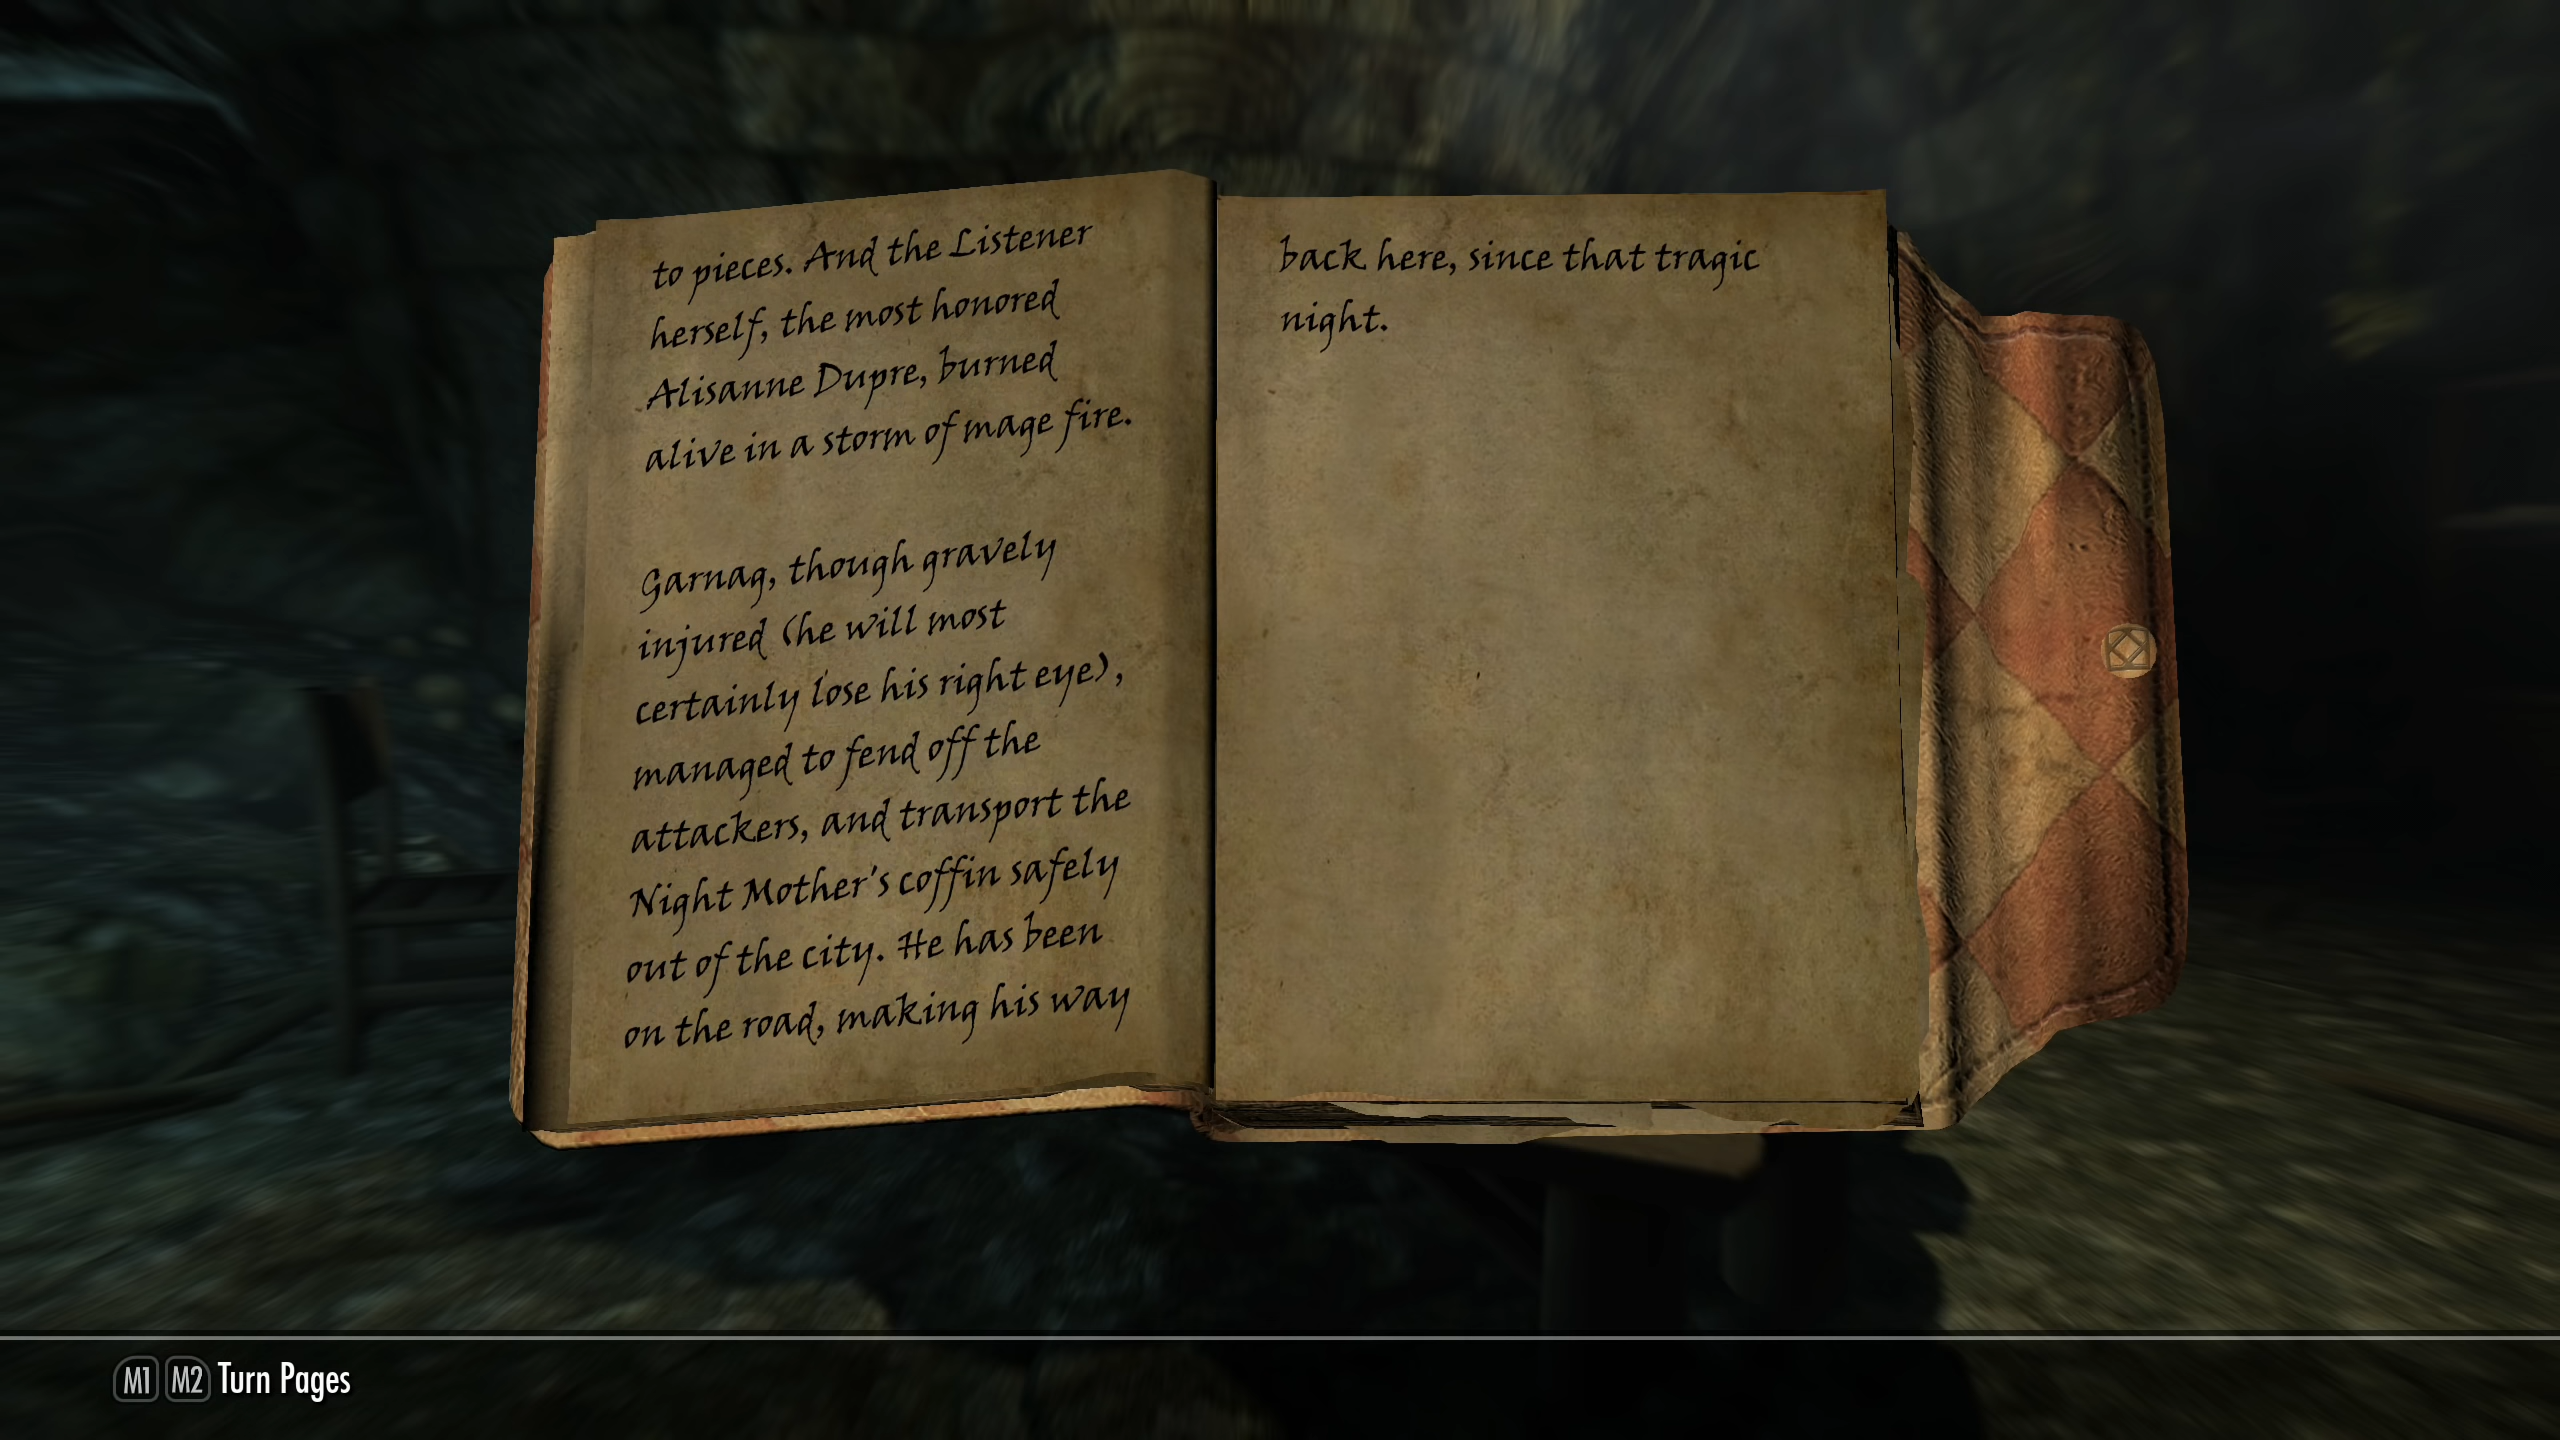 to pieces. And the Listener
herself, the most honored
Alisanne Dupre, burned
alive in a storm of mage fire.
Garnag, though gravely
injured (he will most
certainly lose his right eye),
managed to fend off the
attackers, and transport the
Night Mother's coffin safely
out of the city. He has been
on the road, making his way
back here, since that tragic
night.
M1 M2 Turn Pages